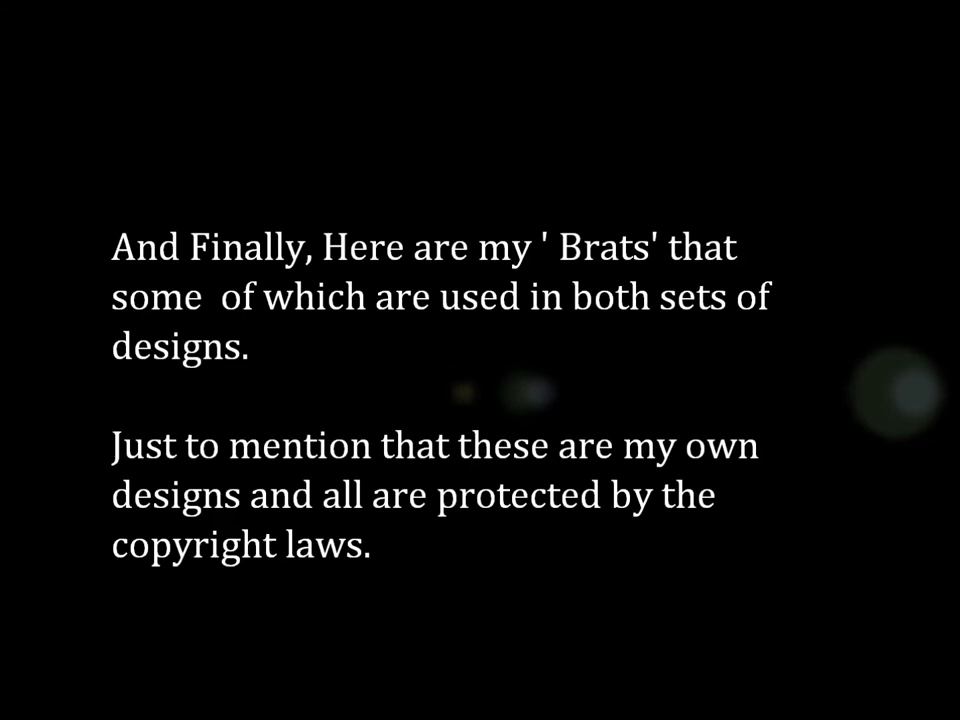 And Finally, Here are my ' Brats' that
some  of which are used in both sets of
designs.
Just to mention that these are my own
designs and all are protected by the
copyright laws.